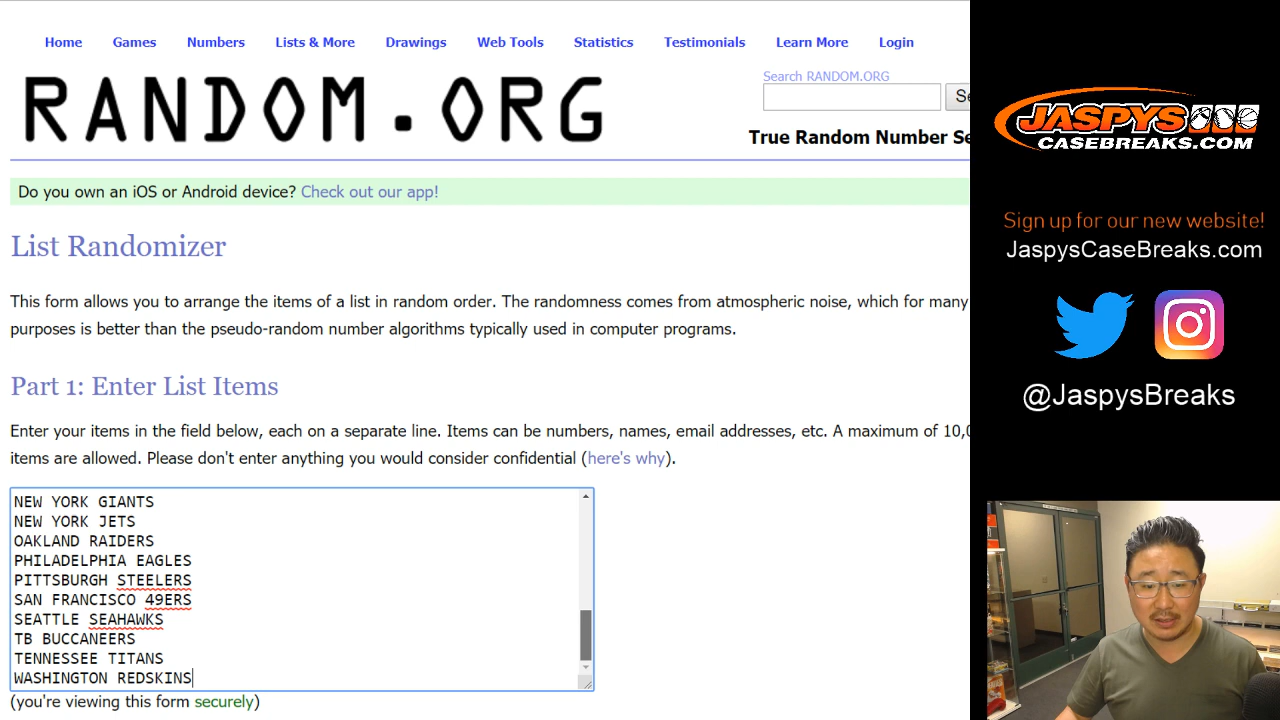 Home Games Numbers Lists & More Drawings Web Tools Statistics Testimonials Learn More Login
RANDOM.ORG
Search RANDOM.ORG
True Random Number Se
Do you own an iOS or Android device? Check out our app!
List Randomizer
This form allows you to arrange the items of a list in random order. The randomness comes from atmospheric noise, which for many
purposes is better than the pseudo-random number algorithms typically used in computer programs.
Part 1: Enter List Items
Enter your items in the field below, each on a separate line. Items can be numbers, names, email addresses, etc. A maximum of 10,0
items are allowed. Please don't enter anything you would consider confidential (here's why).
NEW YORK GIANTS
NEW YORK JETS
OAKLAND RAIDERS
PHILADELPHIA EAGLES
PITTSBURGH STEELERS
SAN FRANCISCO 49ERS
SEATTLE SEAHAWKS
TB BUCCANEERS
TENNESSEE TITANS
WASHINGTON REDSKINS
(you're viewing this form securely)
JASPYS
CASEBREAKS.COM
Sign up for our new website!
JaspysCaseBreaks.com
@JaspysBreaks